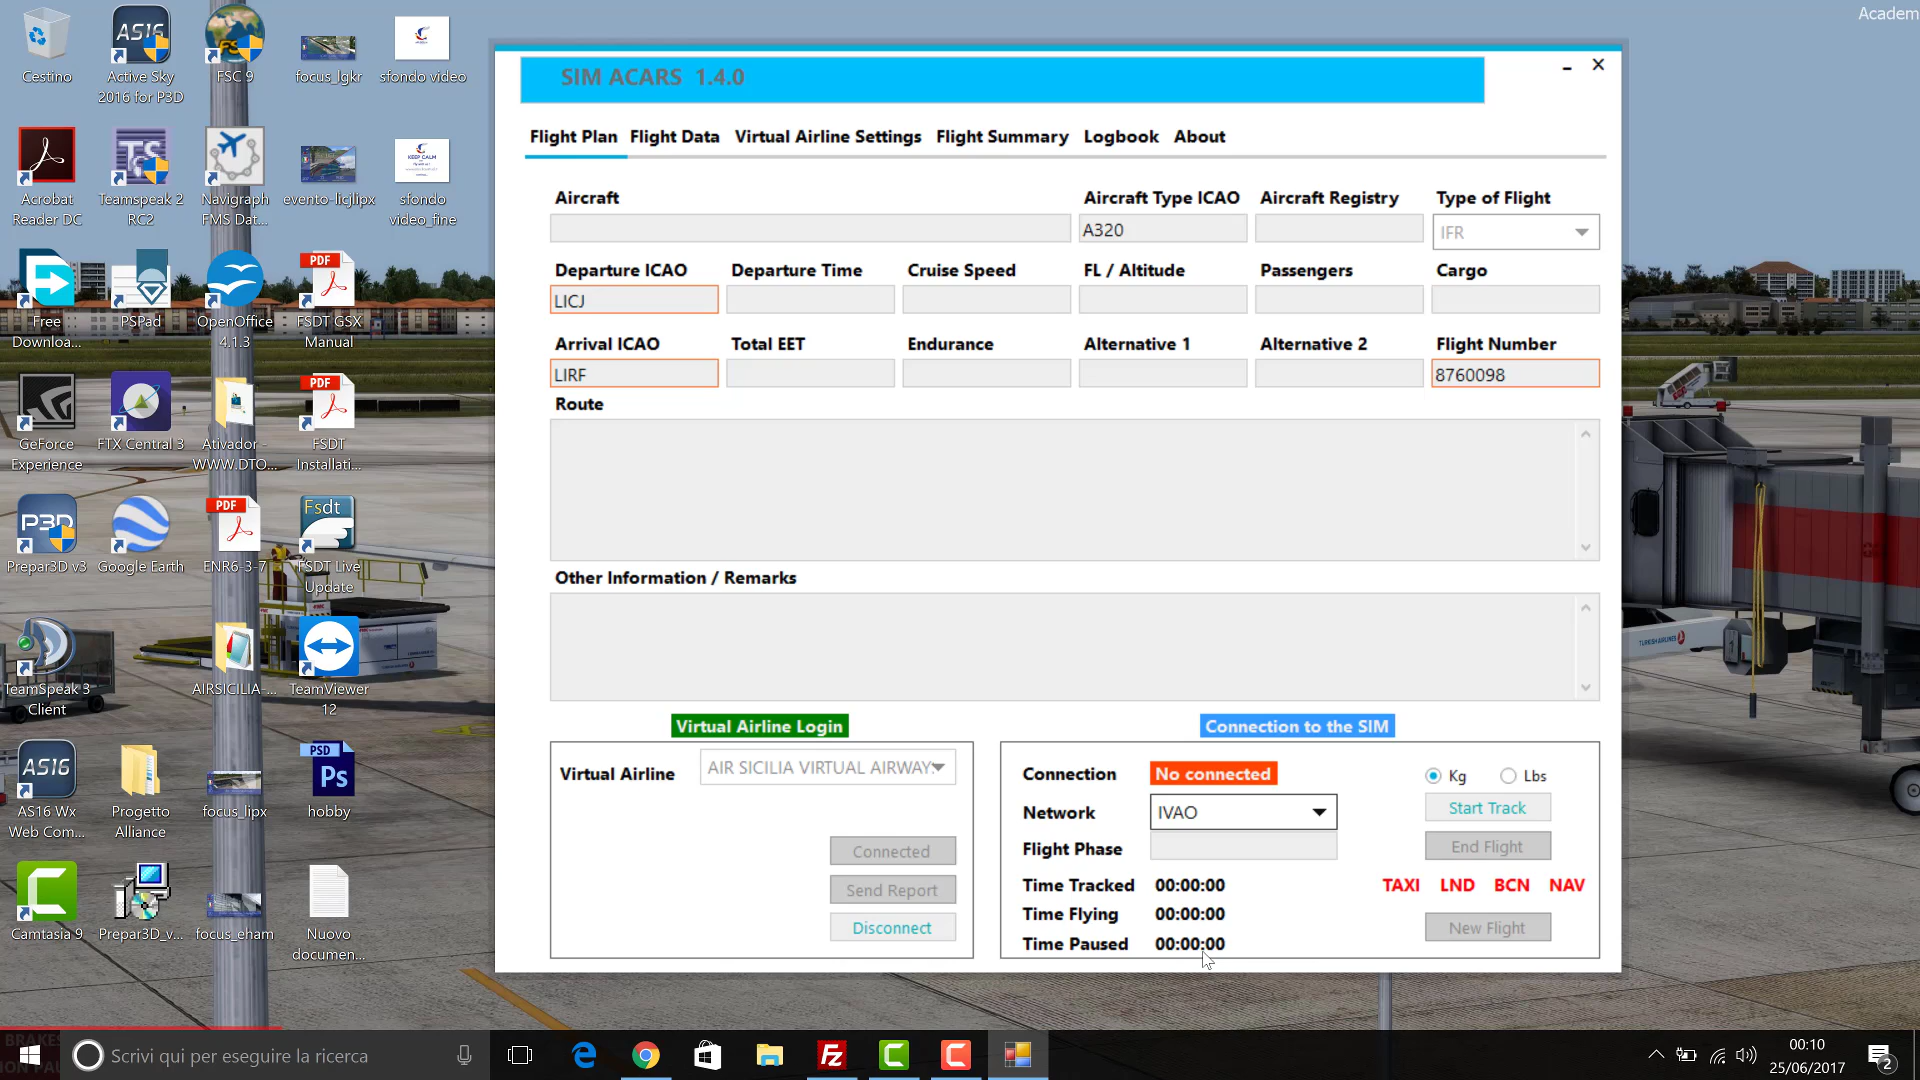 Academ
Cestino
AS16
Active Sky
2016 for P3D
FSC 9
focus_lgkr
sfondo video
Acrobat
Reader DC
TS
Teamspeak 2
RC2
Navigraph
FMS Dat...
evento-licjlipx
KEEP CALM
sfondo
video_fine
Free
Downloa...
PSPad
OpenOffice
4.1.3
PDF
FSDT GSX
Manual
GeForce
Experience
FTX Central 3
Ativador -
WWW.DTO...
PDF
FSDT
Installati...
P3D
Prepar3D v3
Google Earth
PDF
ENR6-3-7
Fsdt
FSDT Live
Update
TeamSpeak 3
Client
AIRSICILIA-...
TeamViewer
12
AS16
AS16 Wx
Web Com...
Progetto
Alliance
focus_lipx
PSD
Ps
hobby
Camtasia 9
Prepar3D_v...
focus_eham
Nuovo
documen...
SIM ACARS 1.4.0
Flight Plan Flight Data Virtual Airline Settings Flight Summary Logbook About
Aircraft Aircraft Type ICAO Aircraft Registry Type of Flight
A320 IFR
Departure ICAO Departure Time Cruise Speed FL / Altitude Passengers Cargo
LICJ
Arrival ICAO Total EET Endurance Alternative 1 Alternative 2 Flight Number
LIRF 8760098
Route
Other Information / Remarks
Virtual Airline Login
Virtual Airline AIR SICILIA VIRTUAL AIRWAY
Connected
Send Report
Disconnect
Connection to the SIM
Connection No connected Kg Lbs
Network IVAO Start Track
Flight Phase End Flight
Time Tracked 00:00:00 TAXI LND BCN NAV
Time Flying 00:00:00 New Flight
Time Paused 00:00:00
TURKISH AIRLINES
1
BRAKES
Scrivi qui per eseguire la ricerca
00:10
25/06/2017
2